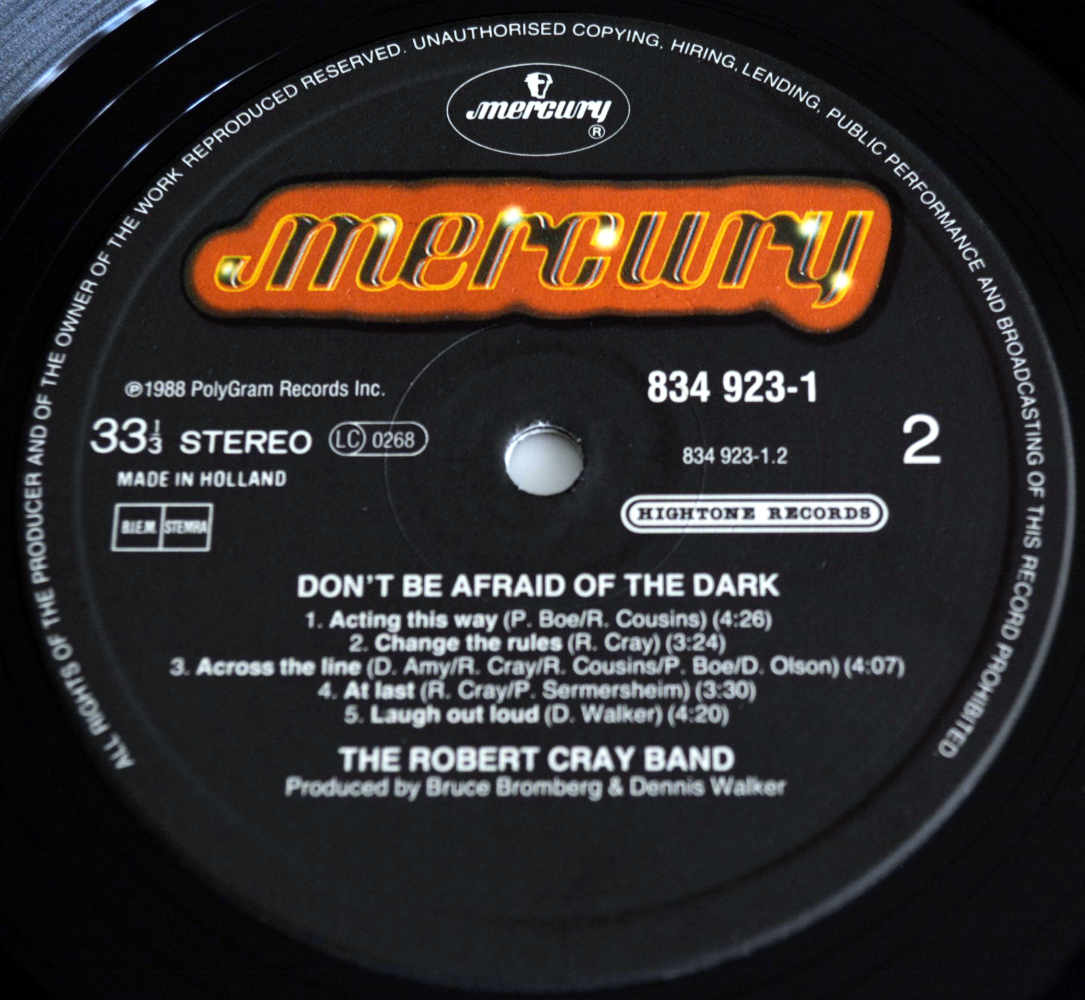 ALL RIGHTS OF THE PRODUCER AND OF THE OWNER OF THE WORK REPRODUCED RESERVED. UNAUTHORISED COPYING, HIRING, LENDING, PUBLIC PERFORMANCE AND BROADCASTING OF THIS RECORD PROHIBITED.
mercury
®
mercury
℗1988 PolyGram Records Inc.
834 923-1
33⅓ STEREO LC 0268
834 923-1.2
2
MADE IN HOLLAND
B.I.E.M. STEMRA
HIGHTONE RECORDS
DON'T BE AFRAID OF THE DARK
1. Acting this way (P. Boe/R. Cousins) (4:26)
2. Change the rules (R. Cray) (3:24)
3. Across the line (D. Amy/R. Cray/R. Cousins/P. Boe/D. Olson) (4:07)
4. At last (R. Cray/P. Sermersheim) (3:30)
5. Laugh out loud (D. Walker) (4:20)
THE ROBERT CRAY BAND
Produced by Bruce Bromberg & Dennis Walker